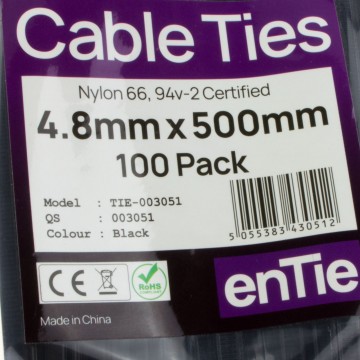 Cable Ties
Nylon 66, 94v-2 Certified
4.8mm x 500mm
100 Pack
Model : TIE-003051
QS : 003051
Colour : Black
5 055383 430512
CE
RoHS
COMPLIANT
enTie
Made in China